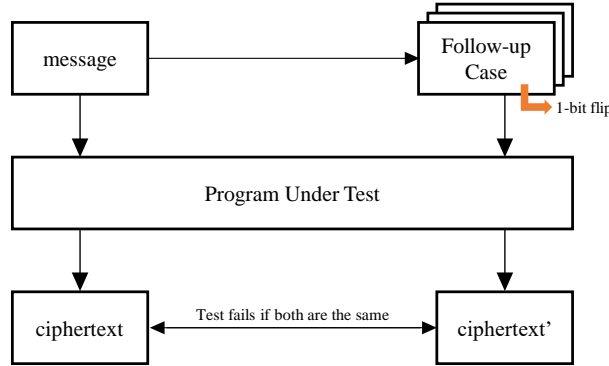 message
Follow-up
Case
1-bit flip
Program Under Test
ciphertext
Test fails if both are the same
ciphertext’